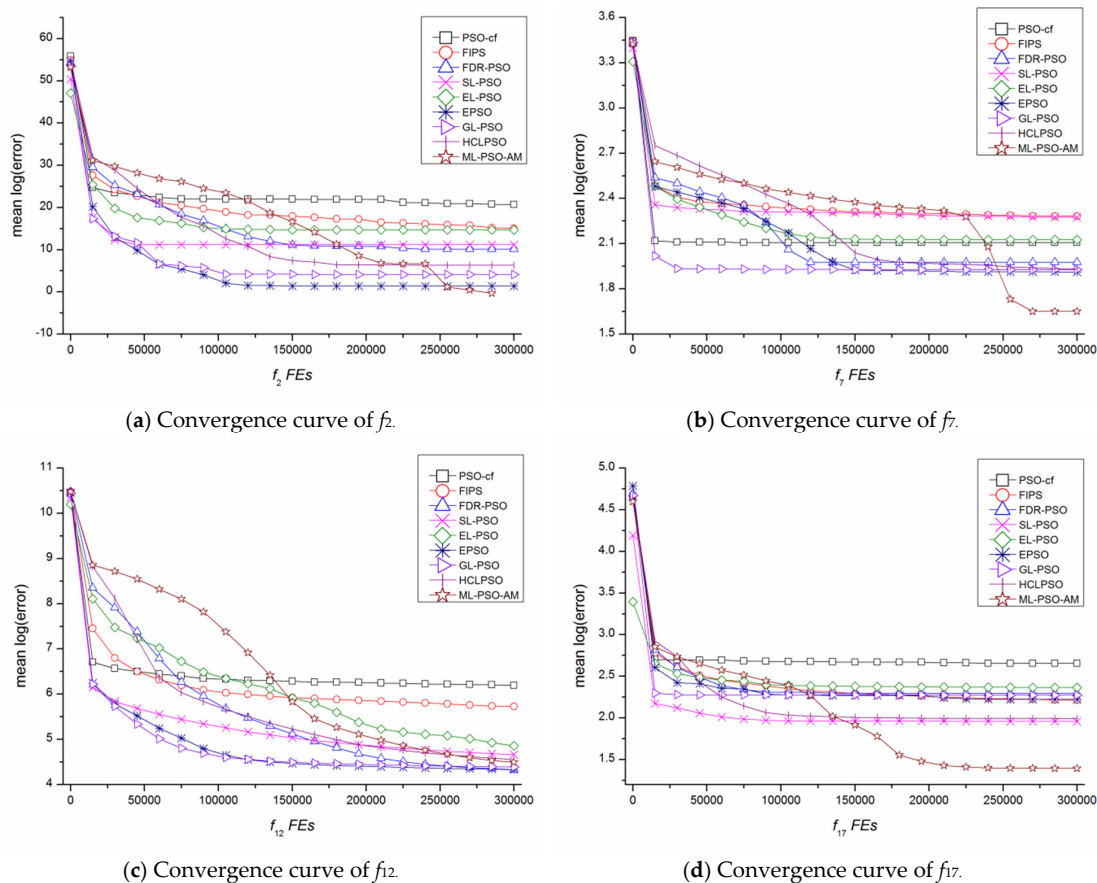 60
50
40
30
20
10
0
-10
mean log(error)
0 50000 100000 150000 200000 250000 300000
f2 FEs
PSO-cf
FIPS
FDR-PSO
SL-PSO
EL-PSO
EPSO
GL-PSO
HCLPSO
ML-PSO-AM
(a) Convergence curve of f2.
3.6
3.3
3.0
2.7
2.4
2.1
1.8
1.5
mean log(error)
0 50000 100000 150000 200000 250000 300000
f7 FEs
PSO-cf
FIPS
FDR-PSO
SL-PSO
EL-PSO
EPSO
GL-PSO
HCLPSO
ML-PSO-AM
(b) Convergence curve of f7.
11
10
9
8
7
6
5
4
mean log(error)
0 50000 100000 150000 200000 250000 300000
f12 FEs
PSO-cf
FIPS
FDR-PSO
SL-PSO
EL-PSO
EPSO
GL-PSO
HCLPSO
ML-PSO-AM
(c) Convergence curve of f12.
5.0
4.5
4.0
3.5
3.0
2.5
2.0
1.5
mean log(error)
0 50000 100000 150000 200000 250000 300000
f17 FEs
PSO-cf
FIPS
FDR-PSO
SL-PSO
EL-PSO
EPSO
GL-PSO
HCLPSO
ML-PSO-AM
(d) Convergence curve of f17.